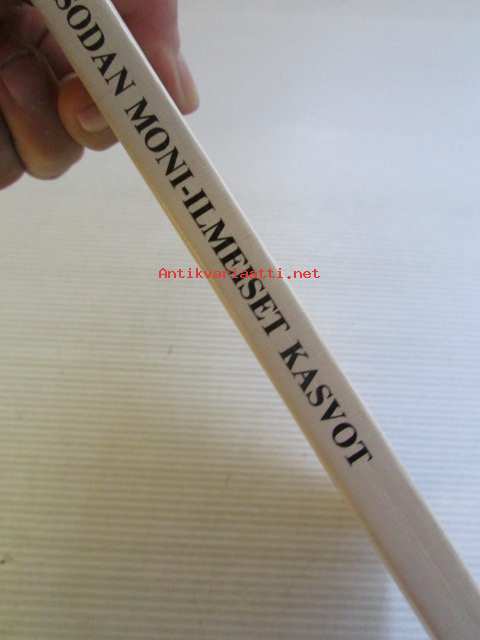 SODAN MONI-ILMEISET KASVOT
Antikvariaatti.net